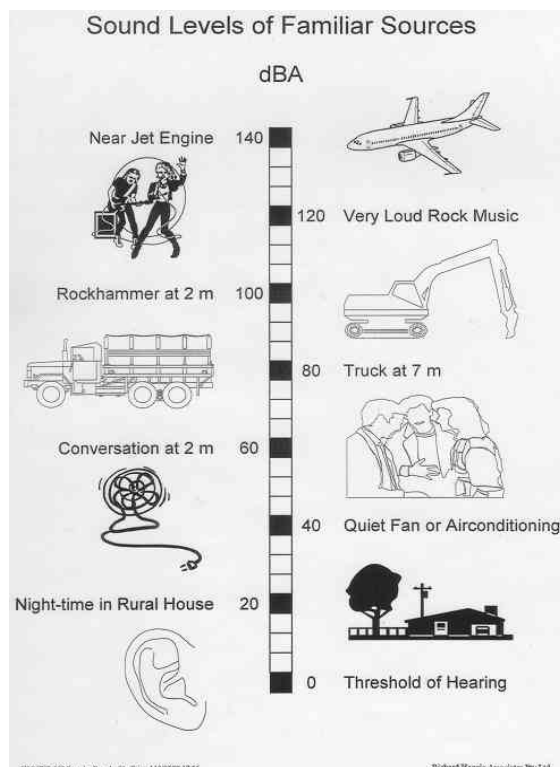 Sound Levels of Familiar Sources
dBA
Near Jet Engine 140
120 Very Loud Rock Music
Rockhammer at 2 m 100
80 Truck at 7 m
Conversation at 2 m 60
40 Quiet Fan or Airconditioning
Night-time in Rural House 20
0 Threshold of Hearing